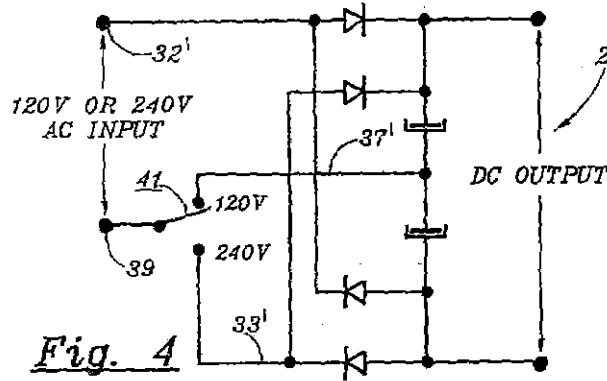 32'
2
120V OR 240V
AC INPUT
37'
DC OUTPUT
41
120V
240V
39
33'
Fig. 4